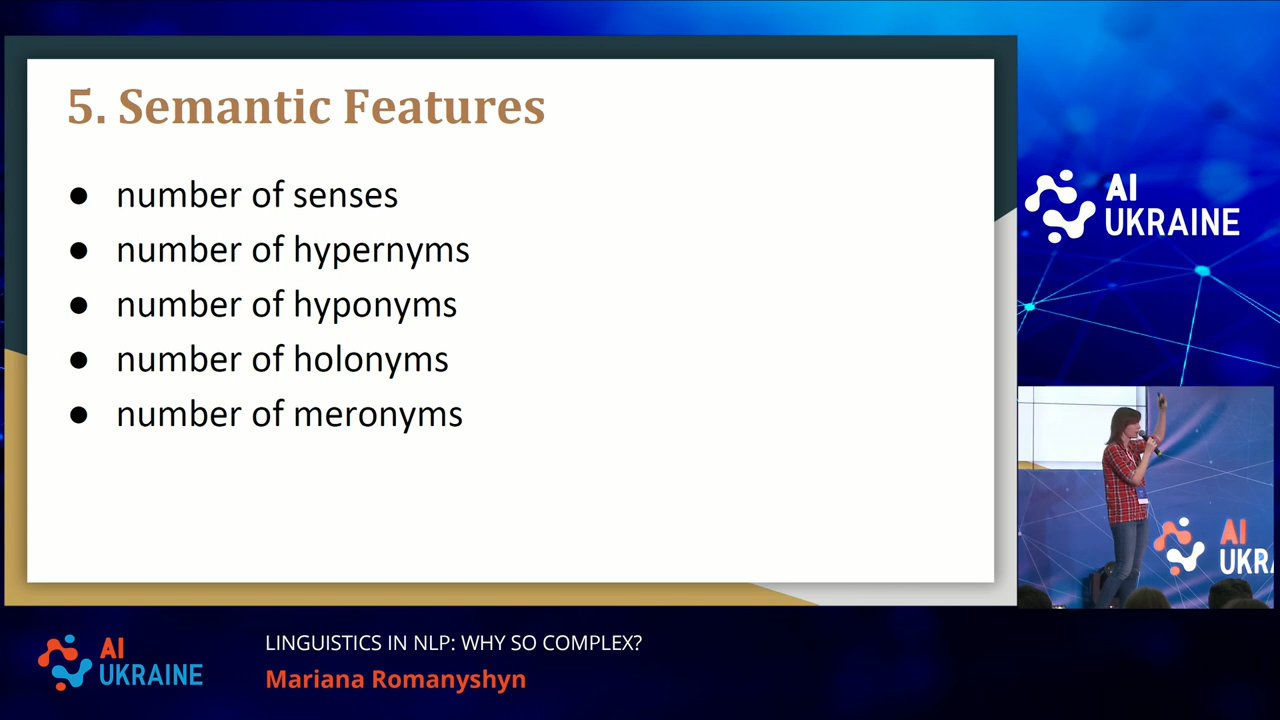 5. Semantic Features
● number of senses
● number of hypernyms
● number of hyponyms
● number of holonyms
● number of meronyms
AI
UKRAINE
AI
UKRA
AI
UKRAINE
LINGUISTICS IN NLP: WHY SO COMPLEX?
Mariana Romanyshyn